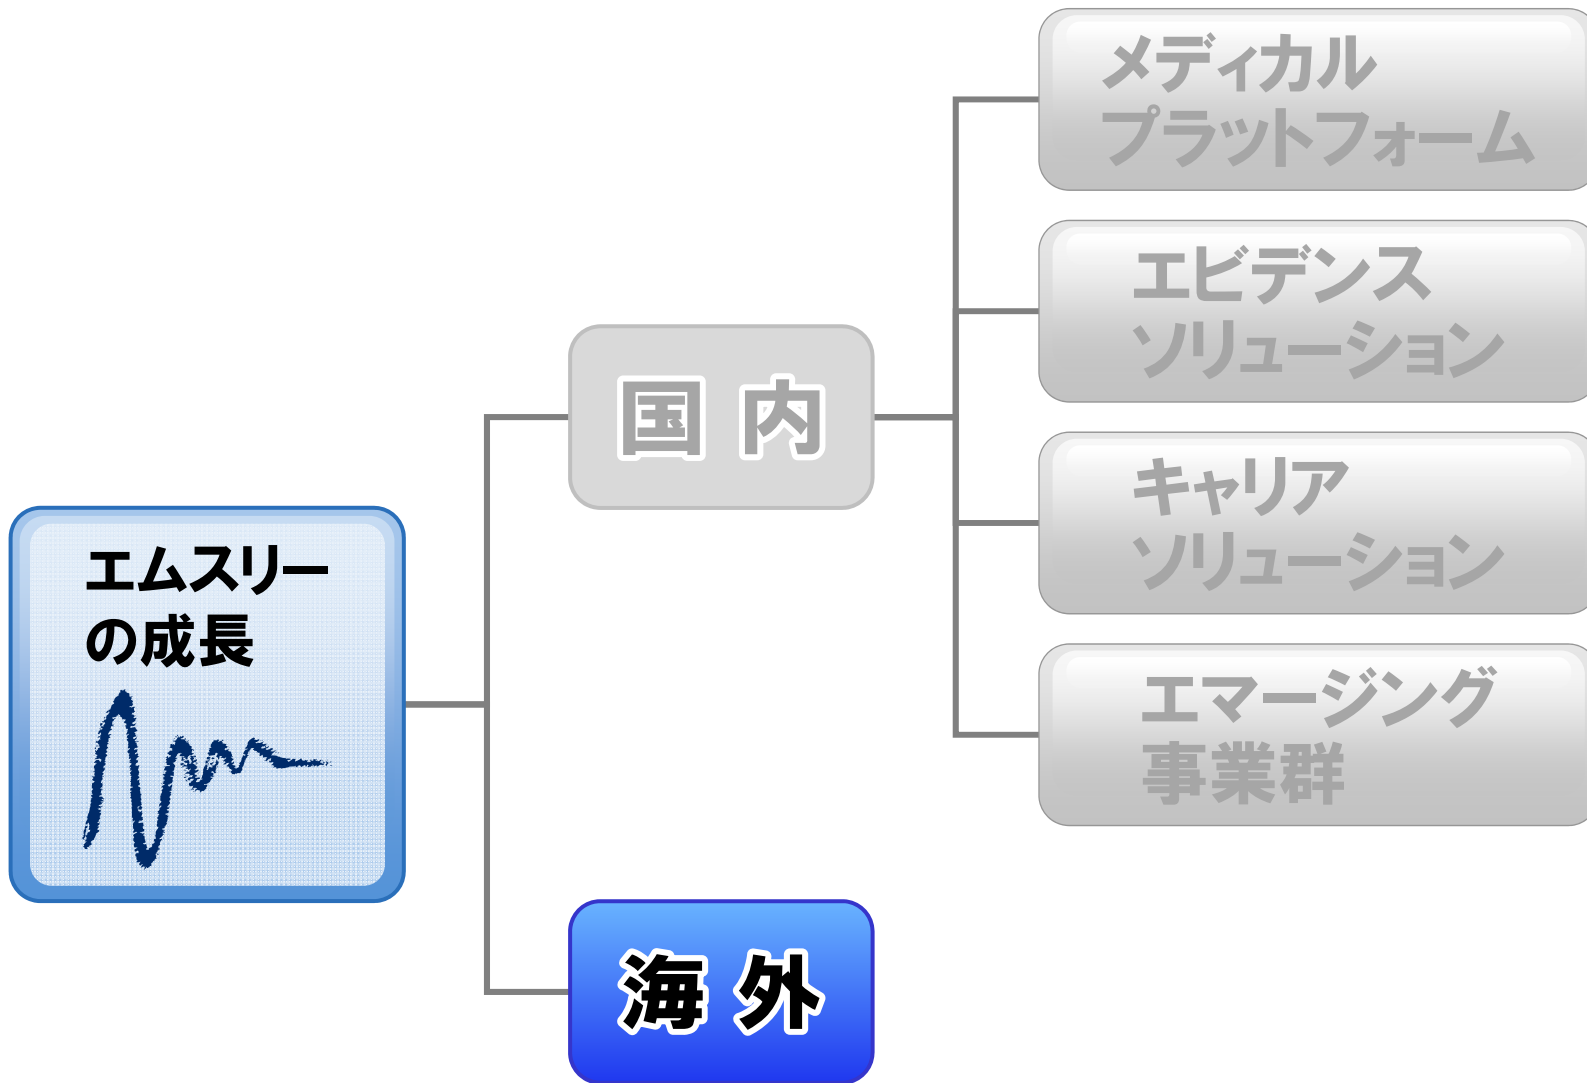 メディカル
プラットフォーム
エビデンス
ソリューション
国内
キャリア
ソリューション
エムスリー
の成長
エマージング
事業群
海外